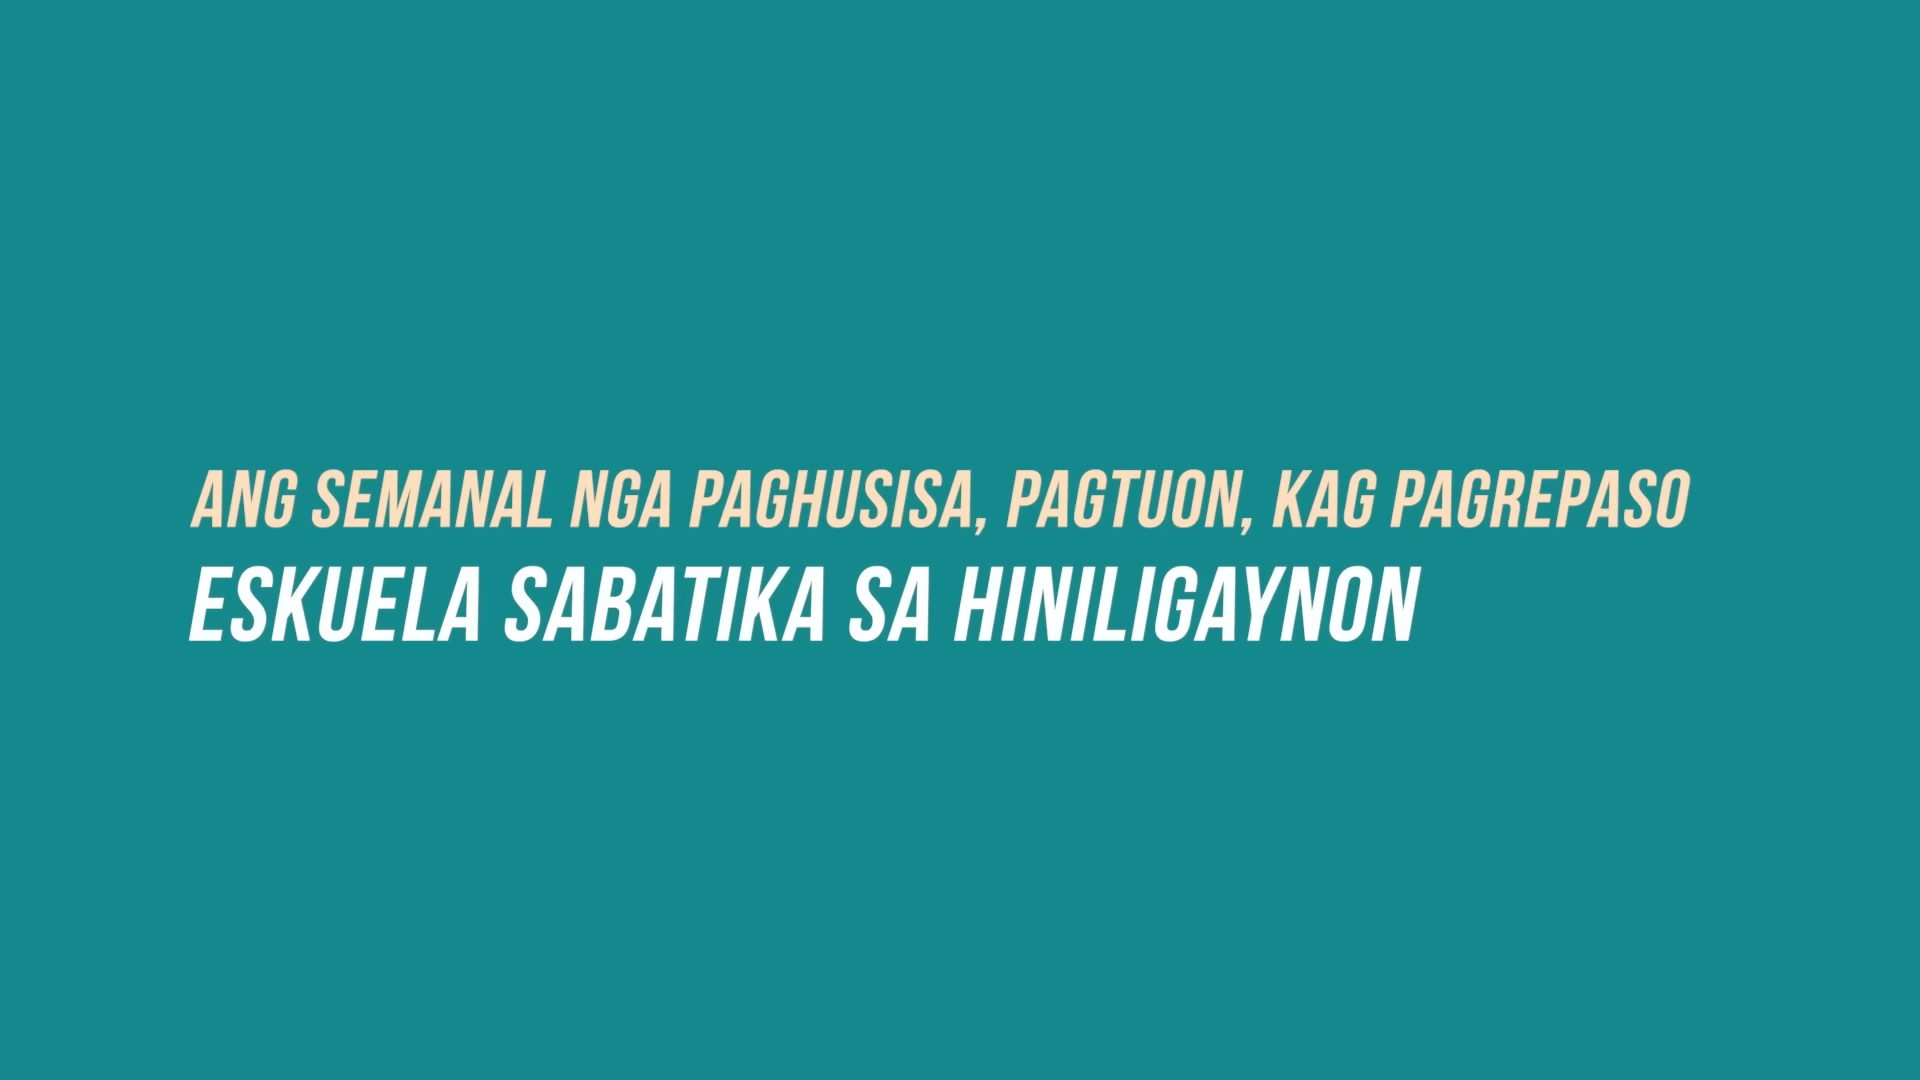 ANG SEMANAL NGA PAGHUSISA, PAGTUON, KAG PAGREPASO
ESKUELA SABATIKA SA HINILIGAYNON